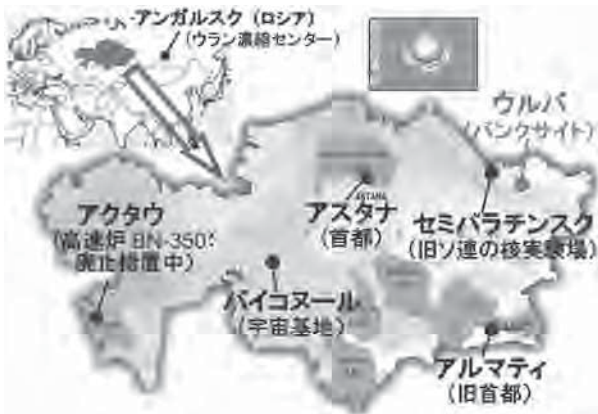 アンガルスク (ロシア)
(ウラン濃縮センター)
ウルバ
(バンクサイト)
アクタウ
(高速炉 BN-350:
廃止措置中)
ASTANA
アスタナ
(首都)
セミパラチンスク
(旧ソ連の核実験場)
バイコヌール
(宇宙基地)
アルマティ
(旧首都)